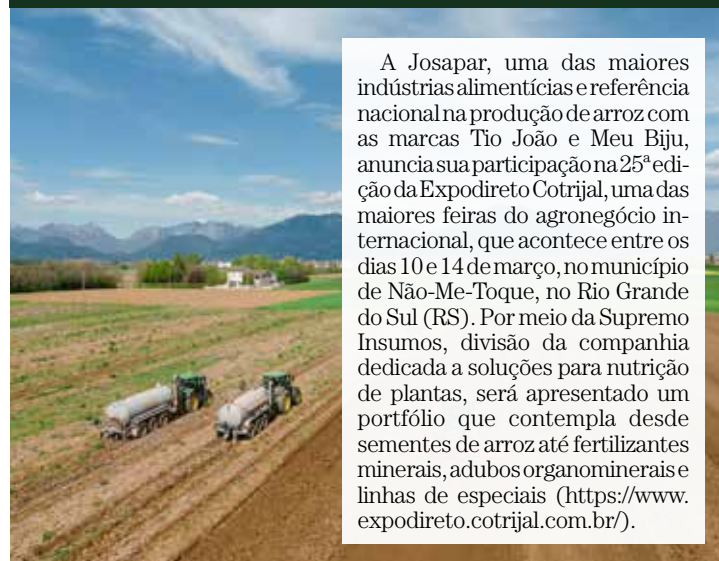 A Josapar, uma das maiores
indústrias alimentícias e referência
nacional na produção de arroz com
as marcas Tio João e Meu Biju,
anuncia sua participação na 25ª edi-
ção da Expodireto Cotrijal, uma das
maiores feiras do agronegócio in-
ternacional, que acontece entre os
dias 10 e 14 de março, no município
de Não-Me-Toque, no Rio Grande
do Sul (RS). Por meio da Supremo
Insumos, divisão da companhia
dedicada a soluções para nutrição
de plantas, será apresentado um
portfólio que contempla desde
sementes de arroz até fertilizantes
minerais, adubos organominerais e
linhas de especiais (https://www.
expodireto.cotrijal.com.br/).